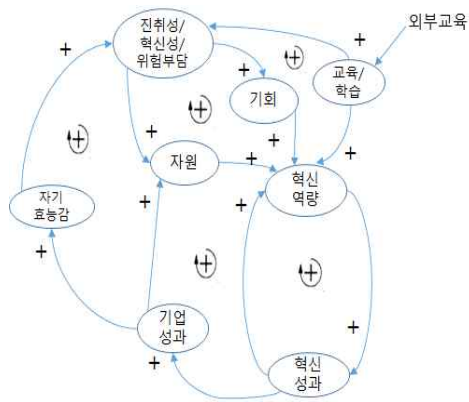 외부교육
진취성/
혁신성/
위험부담
+
+
+
+
교육/
학습
+
기회
+
+
+
+
자원
+
+
혁신
역량
+
자기
효능감
+
+
+
+
+
기업
성과
+
+
혁신
성과